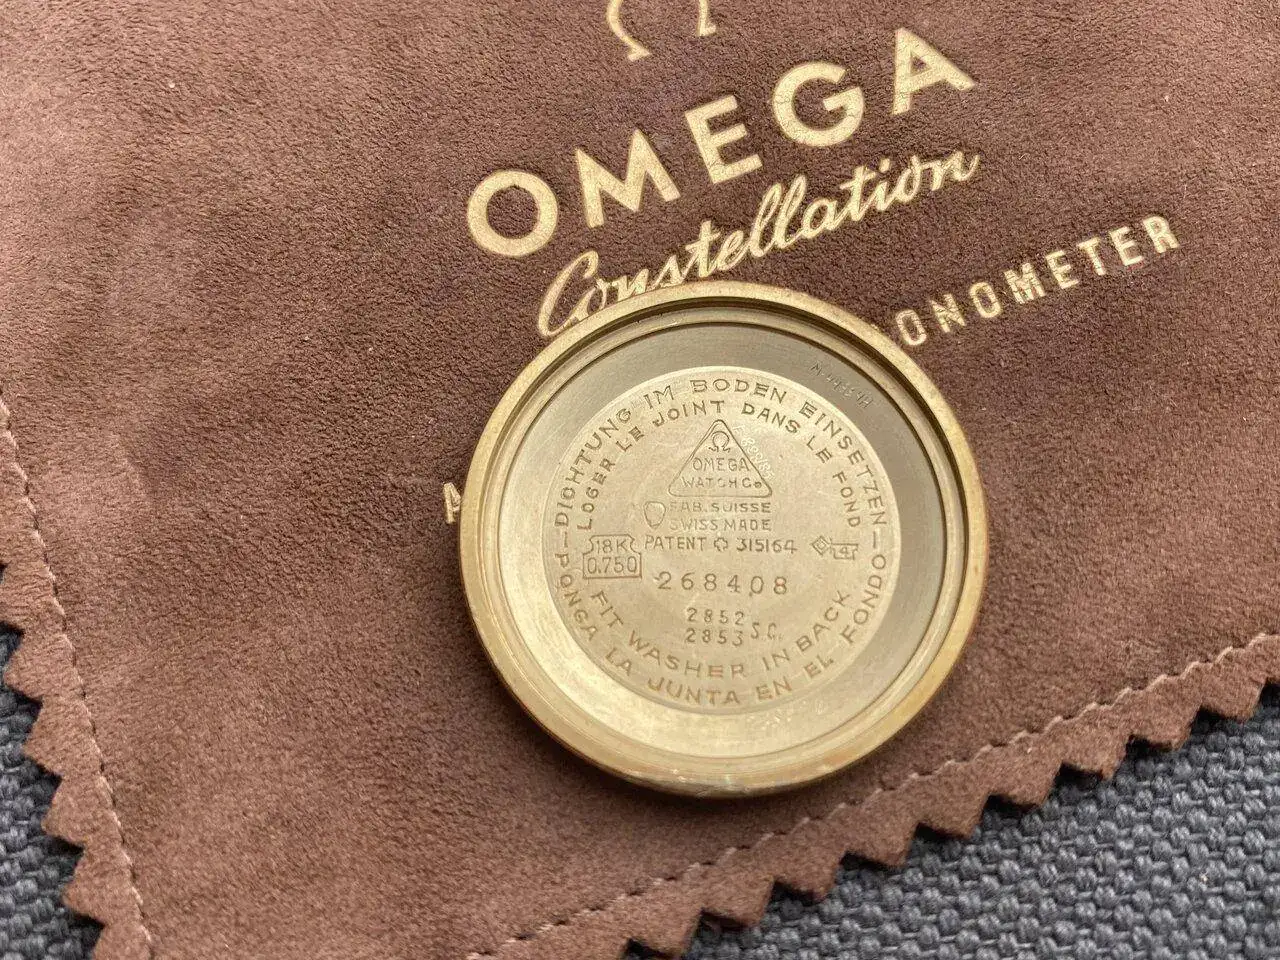 Ω
OMEGA
Constellation
ONOMETER
DICHTUNG IM BODEN EINSETZEN
LOGER LE JOINT DANS LE FOND
Ω
OMEGA
WATCH Co
FAB. SUISSE
SWISS MADE
PATENT 315164
18K
0.750
4
268408
2852
2853 S.C.
FIT WASHER IN BACK
PONGA LA JUNTA EN EL FONDO